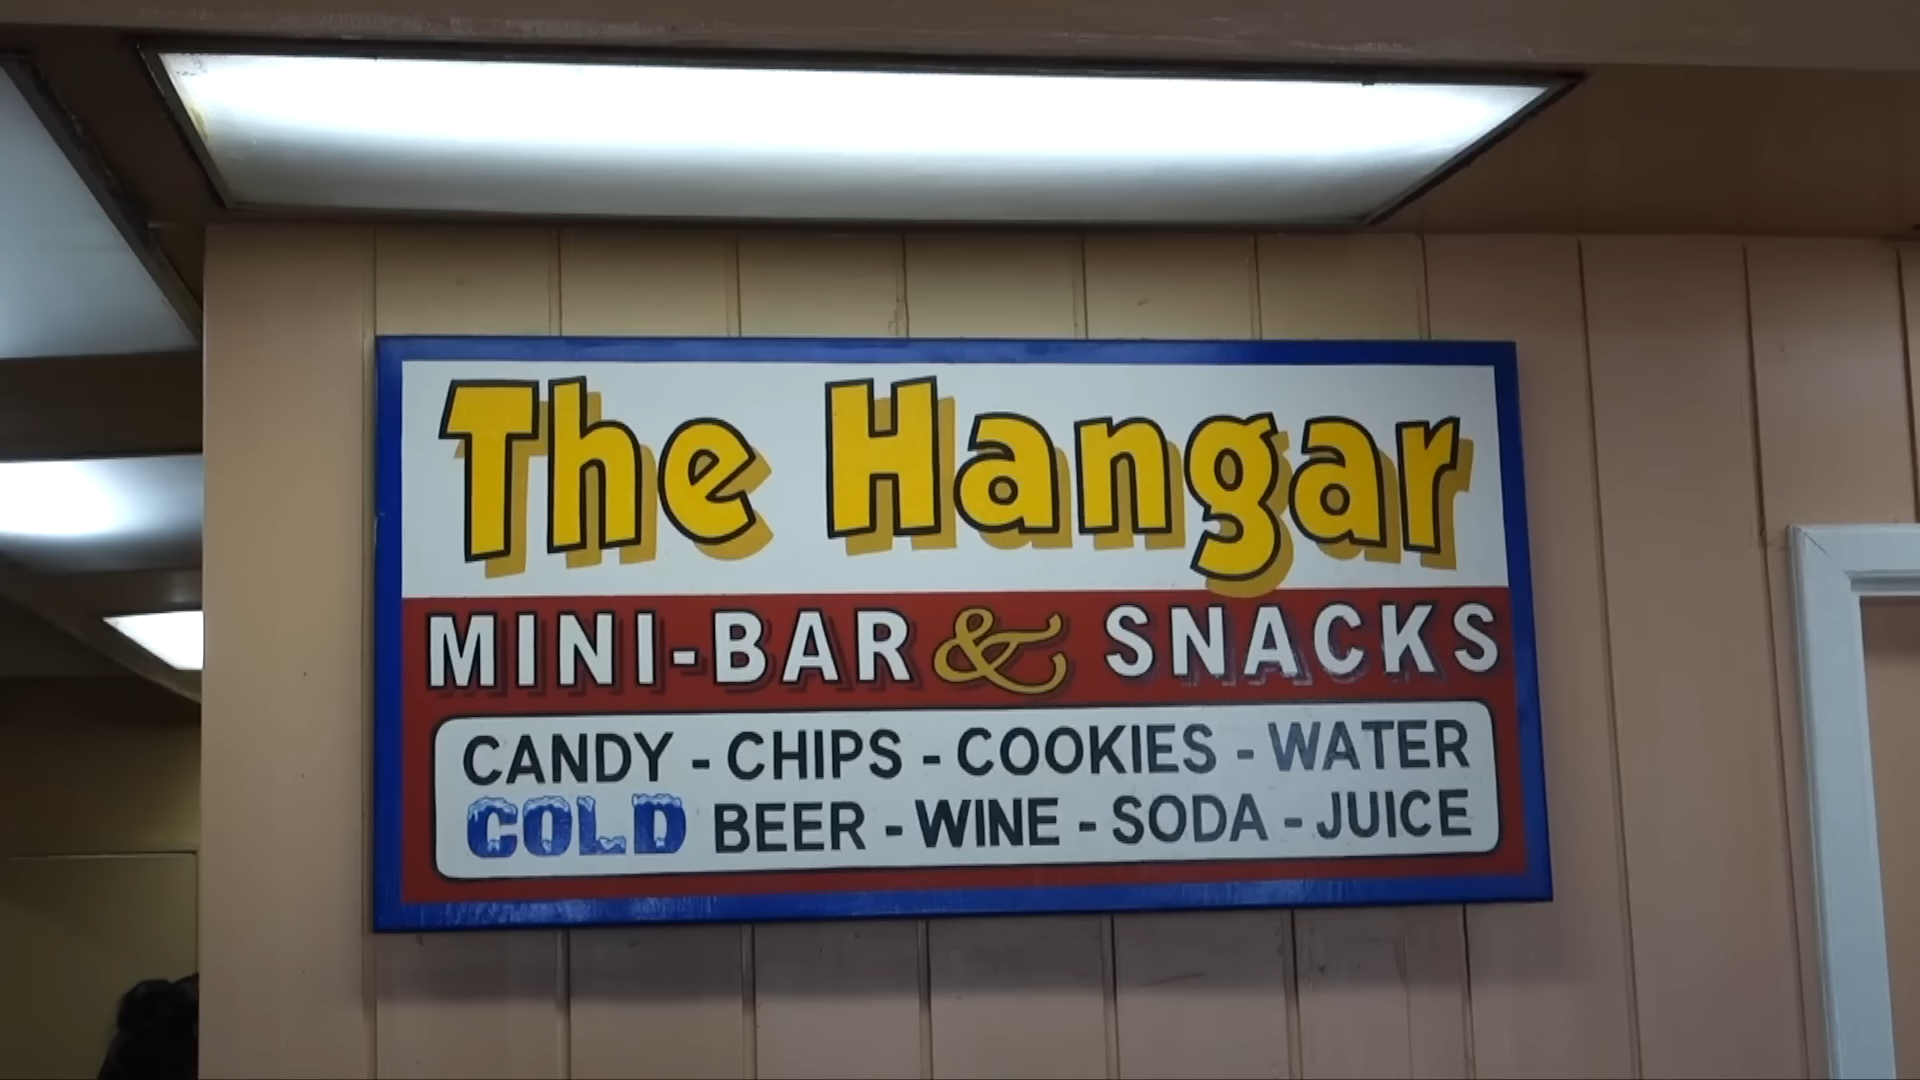 The Hangar
MINI-BAR & SNACKS
CANDY - CHIPS - COOKIES - WATER
COLD BEER - WINE - SODA - JUICE